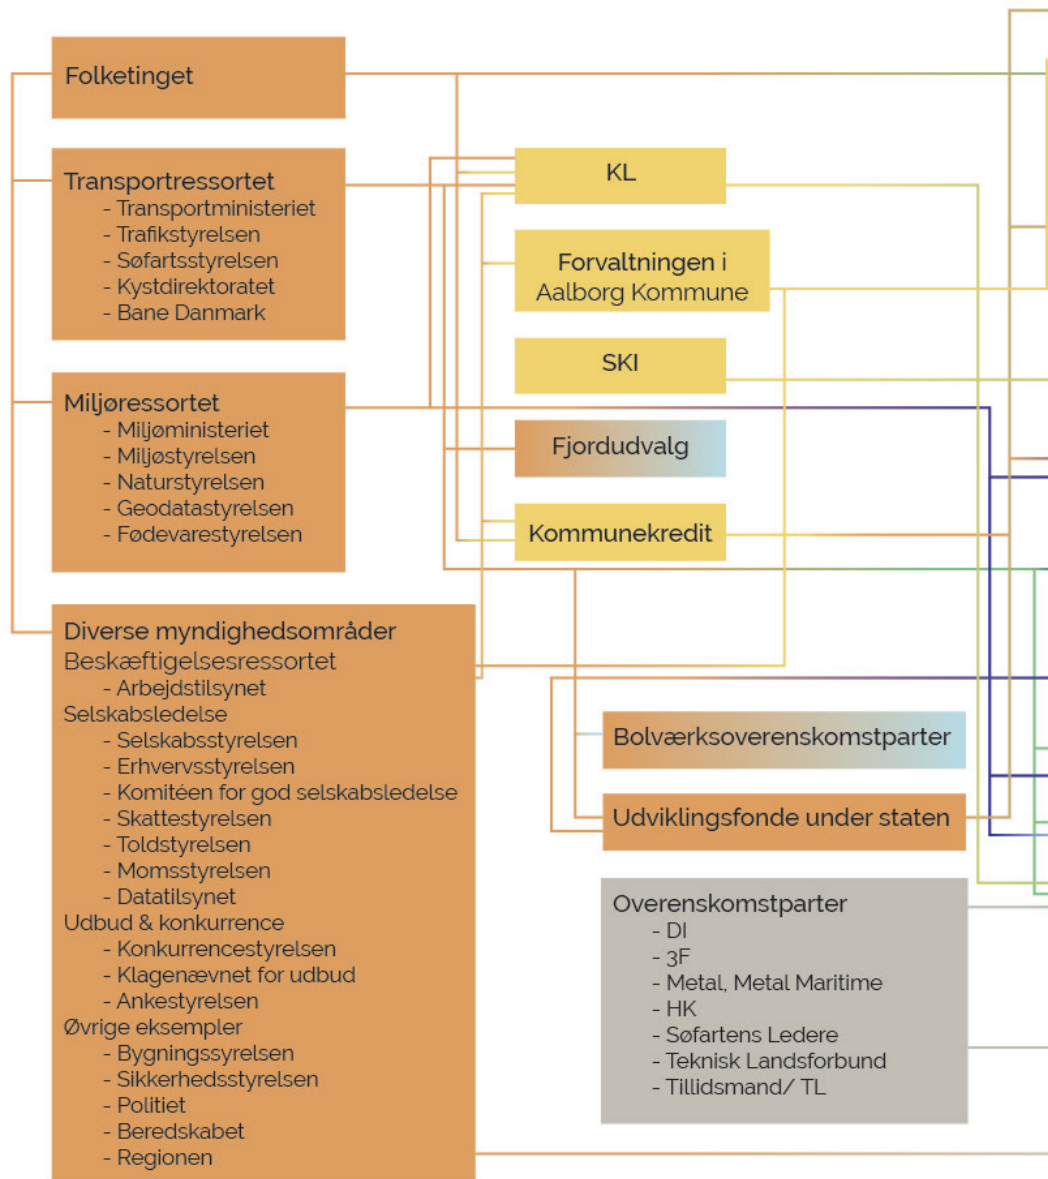 Folketinget
Transportressortet
- Transportministeriet
- Trafikstyrelsen
- Søfartsstyrelsen
- Kystdirektoratet
- Bane Danmark
Miljøressortet
- Miljøministeriet
- Miljøstyrelsen
- Naturstyrelsen
- Geodatastyrelsen
- Fødevarestyrelsen
Diverse myndighedsområder
Beskæftigelsesressortet
- Arbejdstilsynet
Selskabsledelse
- Selskabsstyrelsen
- Erhvervsstyrelsen
- Komitéen for god selskabsledelse
- Skattestyrelsen
- Toldstyrelsen
- Momsstyrelsen
- Datatilsynet
Udbud & konkurrence
- Konkurrencestyrelsen
- Klagenævnet for udbud
- Ankestyrelsen
Øvrige eksempler
- Bygningssyrelsen
- Sikkerhedsstyrelsen
- Politiet
- Beredskabet
- Regionen
KL
Forvaltningen i
Aalborg Kommune
SKI
Fjordudvalg
Kommunekredit
Bolværksoverenskomstparter
Udviklingsfonde under staten
Overenskomstparter
- DI
- 3F
- Metal, Metal Maritime
- HK
- Søfartens Ledere
- Teknisk Landsforbund
- Tillidsmand/ TL